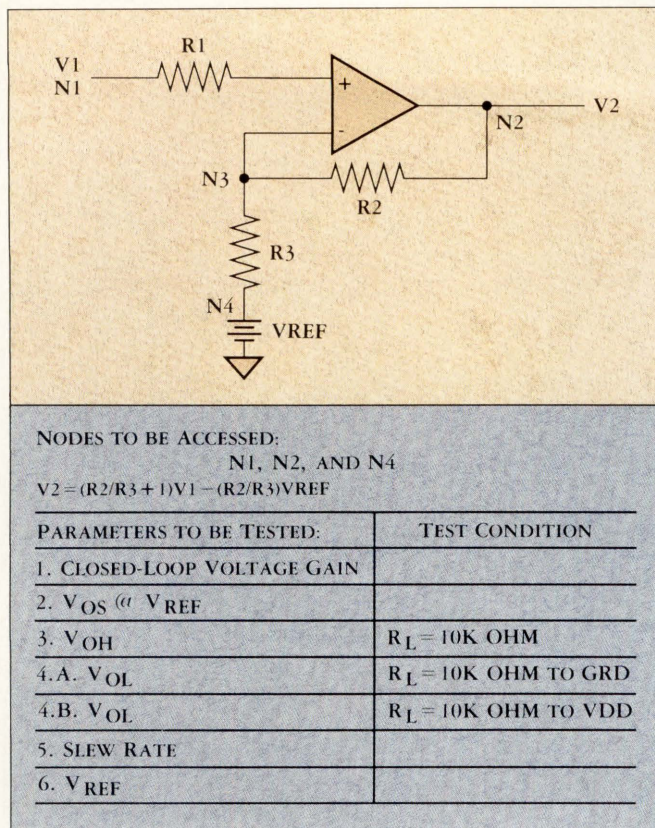 R1
V1
N1
+
-
N2
V2
N3
R2
R3
N4
VREF
NODES TO BE ACCESSED:
N1, N2, AND N4
V2=(R2/R3+1)V1−(R2/R3)VREF
PARAMETERS TO BE TESTED: TEST CONDITION
1. CLOSED-LOOP VOLTAGE GAIN
2. VOS @ VREF
3. VOH RL=10K OHM
4.A. VOL RL=10K OHM TO GRD
4.B. VOL RL=10K OHM TO VDD
5. SLEW RATE
6. VREF